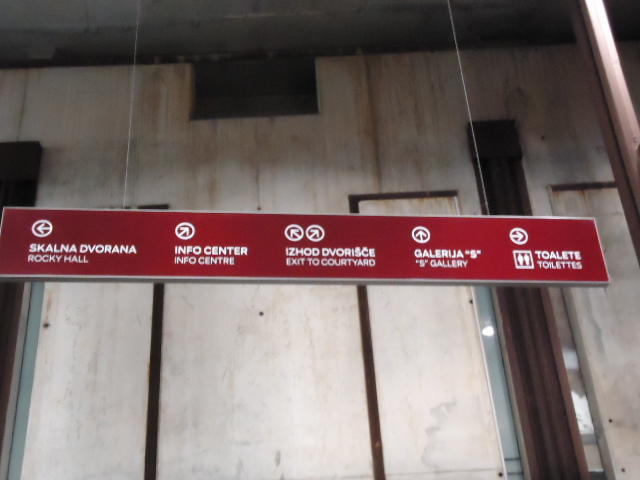 SKALNA DVORANA
ROCKY HALL
INFO CENTER
INFO CENTRE
IZHOD DVORIŠČE
EXIT TO COURTYARD
GALERIJA "S"
"S" GALLERY
TOALETE
TOILETTES